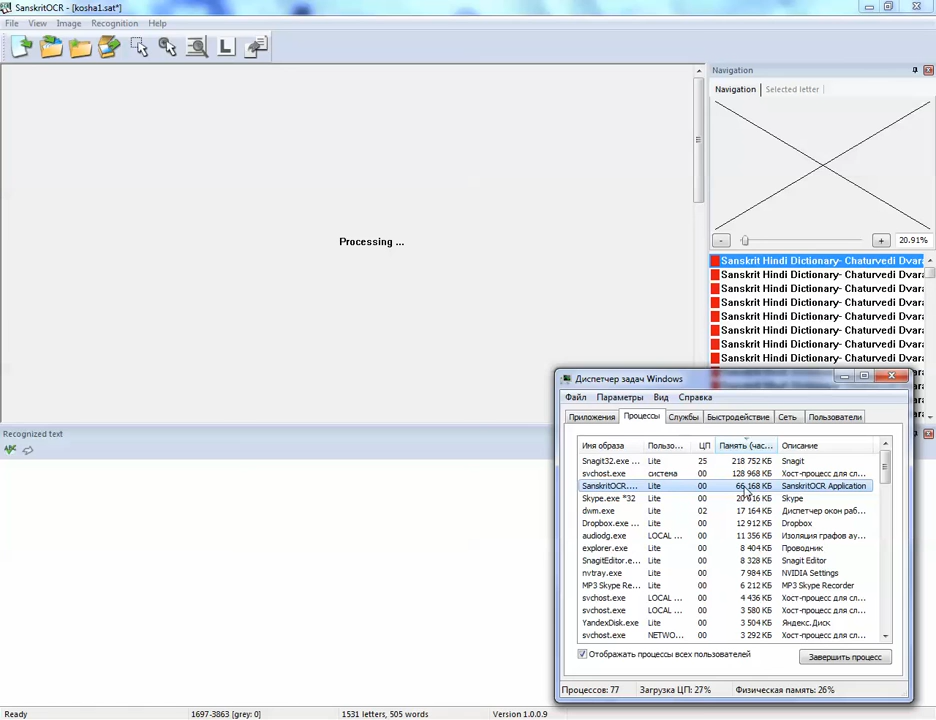 SanskritOCR - [kosha1.sat*]
File View Image Recognition Help
Navigation
Navigation Selected letter
Processing ...
- + 20.91%
Sanskrit Hindi Dictionary- Chaturvedi Dvara
Sanskrit Hindi Dictionary- Chaturvedi Dvara
Sanskrit Hindi Dictionary- Chaturvedi Dvara
Sanskrit Hindi Dictionary- Chaturvedi Dvara
Sanskrit Hindi Dictionary- Chaturvedi Dvara
Sanskrit Hindi Dictionary- Chaturvedi Dvara
Sanskrit Hindi Dictionary- Chaturvedi Dvara
Sanskrit Hindi Dictionary- Chaturvedi Dvara
Recognized text
Диспетчер задач Windows
Файл Параметры Вид Справка
Приложения Процессы Службы Быстродействие Сеть Пользователи
Имя образа Пользо... ЦП Память (час... Описание
Snagit32.exe ... Lite 25 218 752 КБ Snagit
svchost.exe система 00 128 968 КБ Хост-процесс для сл...
SanskritOCR.... Lite 00 66 168 КБ SanskritOCR Application
Skype.exe *32 Lite 00 КБ Skype
dwm.exe Lite 02 17 164 КБ Диспетчер окон раб...
Dropbox.exe ... Lite 00 12 912 КБ Dropbox
audiodg.exe LOCAL ... 00 11 356 КБ Изоляция графов ау...
explorer.exe Lite 00 8 404 КБ Проводник
SnagitEditor.e... Lite 00 8 328 КБ Snagit Editor
nvtray.exe Lite 00 7 984 КБ NVIDIA Settings
MP3 Skype Re... Lite 00 6 212 КБ MP3 Skype Recorder
svchost.exe LOCAL ... 00 4 436 КБ Хост-процесс для сл...
svchost.exe LOCAL ... 00 3 580 КБ Хост-процесс для сл...
YandexDisk.exe Lite 00 3 504 КБ Яндекс.Диск
svchost.exe NETWO... 00 3 292 КБ Хост-процесс для сл...
Отображать процессы всех пользователей Завершить процесс
Процессов: 77 Загрузка ЦП: 27% Физическая память: 26%
Ready 1697-3863 [grey: 0] 1531 letters, 505 words Version 1.0.0.9